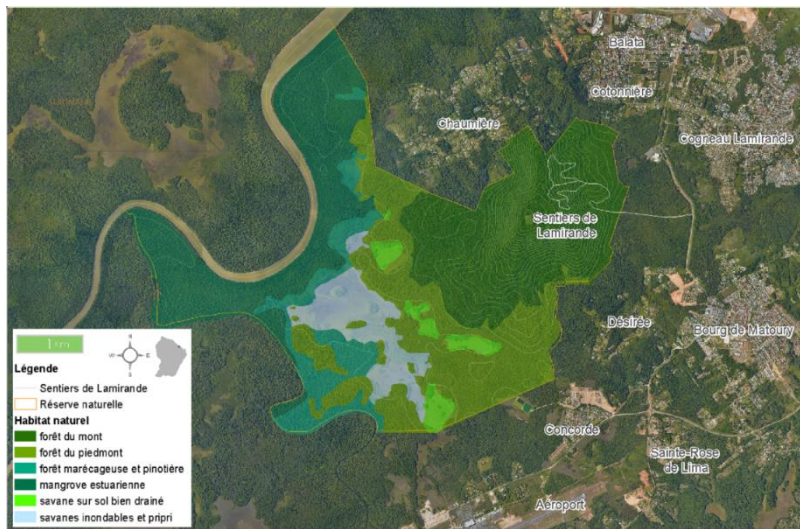 Balata
Cotonnière
Chaumière
Cogneau Lamirande
Sentiers de
Lamirande
Désirée
Bourg de Matoury
Concorde
Sainte-Rose
de Lima
Aéroport
1 km
N
W
E
S
Légende
Sentiers de Lamirande
Réserve naturelle
Habitat naturel
forêt du mont
forêt du piedmont
forêt marécageuse et pinotière
mangrove estuarienne
savane sur sol bien drainé
savanes inondables et pripri